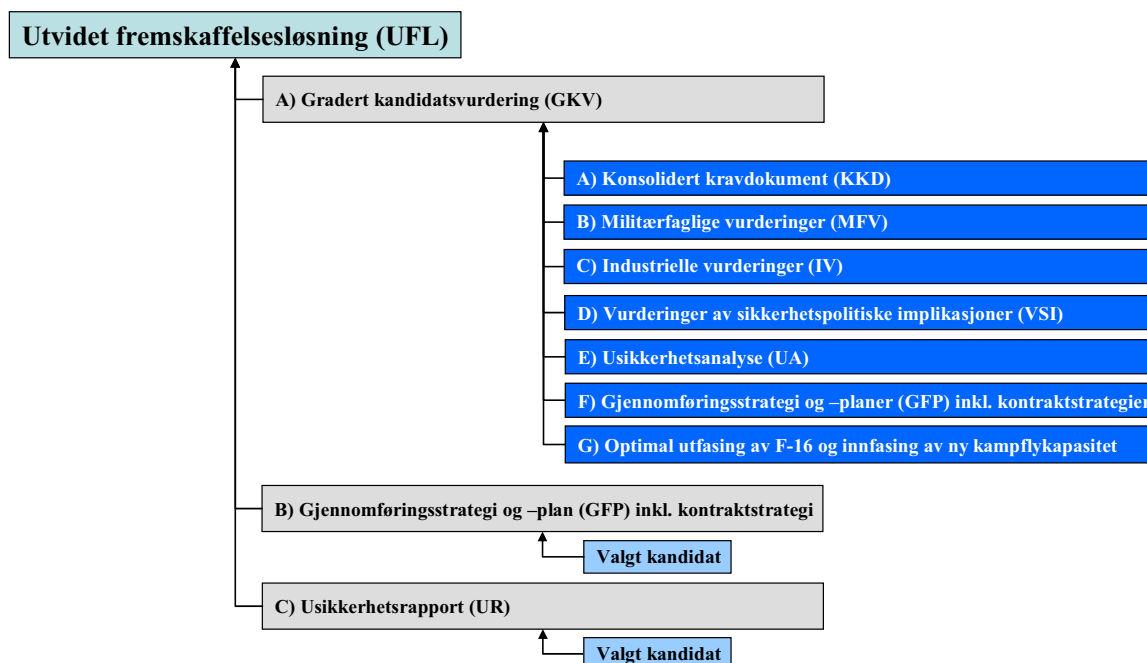 Utvidet fremskaffelsesløsning (UFL)
A) Gradert kandidatsvurdering (GKV)
A) Konsolidert kravdokument (KKD)
B) Militærfaglige vurderinger (MFV)
C) Industrielle vurderinger (IV)
D) Vurderinger av sikkerhetspolitiske implikasjoner (VSI)
E) Usikkerhetsanalyse (UA)
F) Gjennomføringsstrategi og –planer (GFP) inkl. kontraktstrategier
G) Optimal utfasing av F-16 og innfasing av ny kampflykapasitet
B) Gjennomføringsstrategi og –plan (GFP) inkl. kontraktstrategi
Valgt kandidat
C) Usikkerhetsrapport (UR)
Valgt kandidat